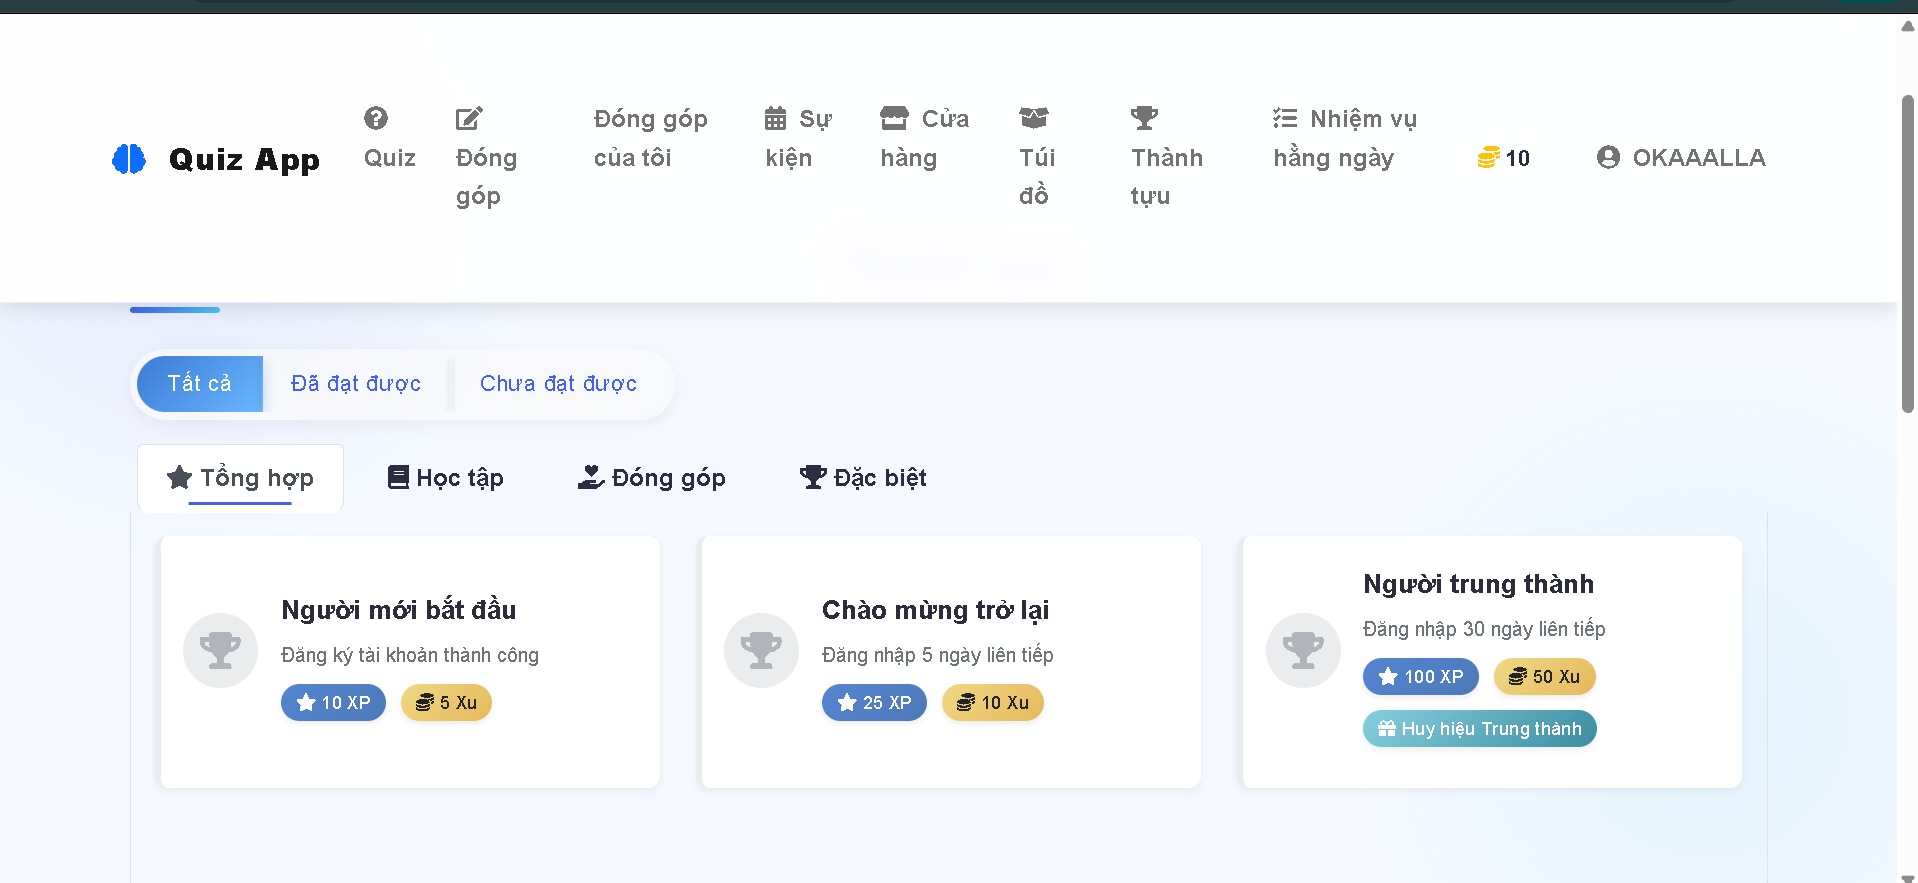 Quiz App
Quiz
Đóng
góp
Đóng góp
của tôi
Sự
kiện
Cửa
hàng
Túi
đồ
Thành
tựu
Nhiệm vụ
hằng ngày
10
OKAAALLA
Tất cả
Đã đạt được
Chưa đạt được
Tổng hợp
Học tập
Đóng góp
Đặc biệt
Người mới bắt đầu
Đăng ký tài khoản thành công
10 XP
5 Xu
Chào mừng trở lại
Đăng nhập 5 ngày liên tiếp
25 XP
10 Xu
Người trung thành
Đăng nhập 30 ngày liên tiếp
100 XP
50 Xu
Huy hiệu Trung thành